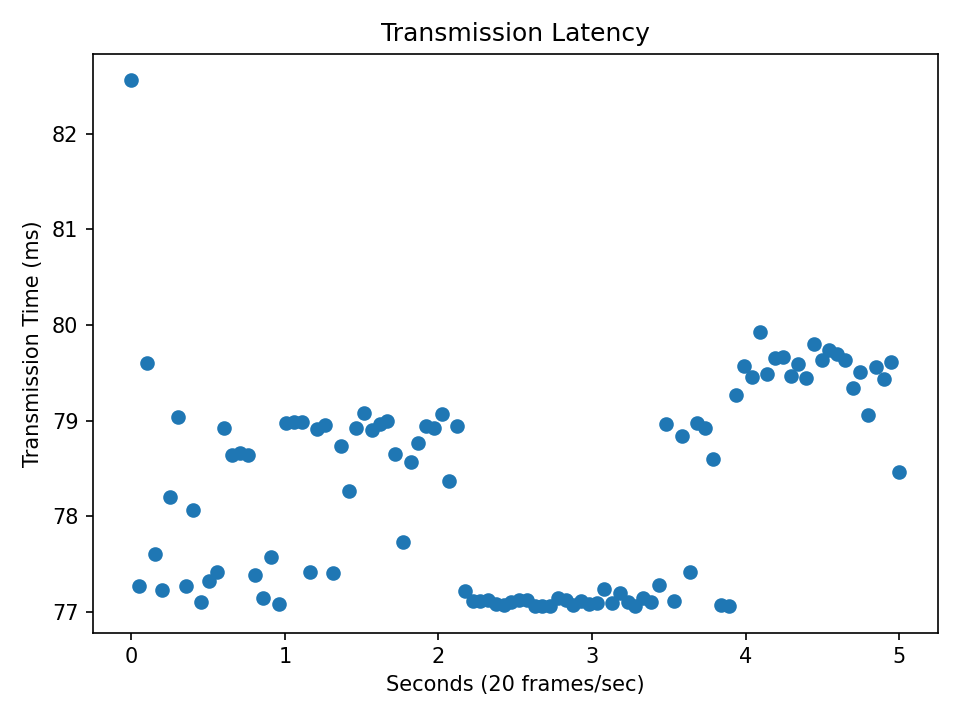 Transmission Latency
Transmission Time (ms)
82
81
80
79
78
77
0 1 2 3 4 5
Seconds (20 frames/sec)